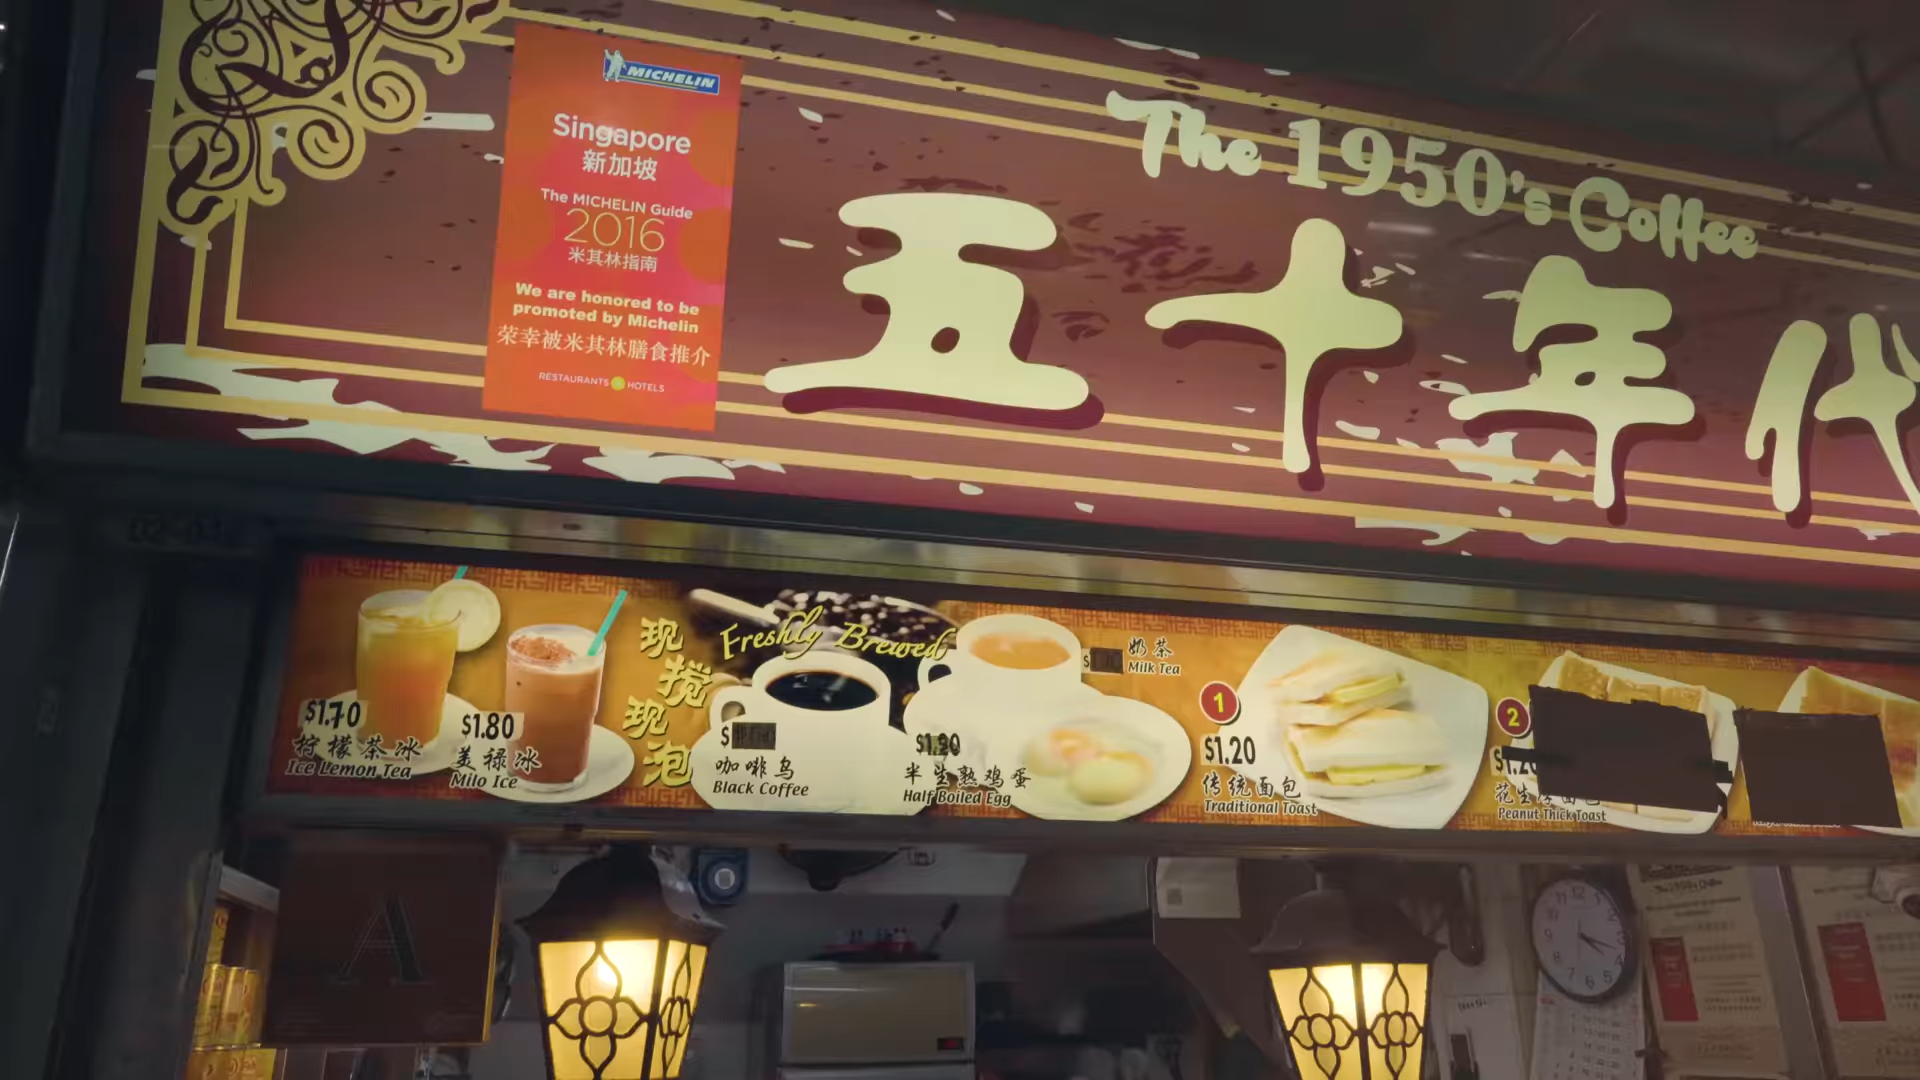 MICHELIN
Singapore
新加坡
The MICHELIN Guide
2016
米其林指南
We are honored to be
promoted by Michelin
荣幸被米其林膳食推介
RESTAURANTS HOTELS
The 1950's Coffee
五十年代
$1.70
柠檬茶冰
Ice Lemon Tea
$1.80
美禄冰
Milo Ice
现搅现泡
Freshly Brewed
$
咖啡乌
Black Coffee
$
奶茶
Milk Tea
半生熟鸡蛋
Half Boiled Egg
1
$1.20
传统面包
Traditional Toast
2
$1.20
花生
Peanut Thick Toast
A